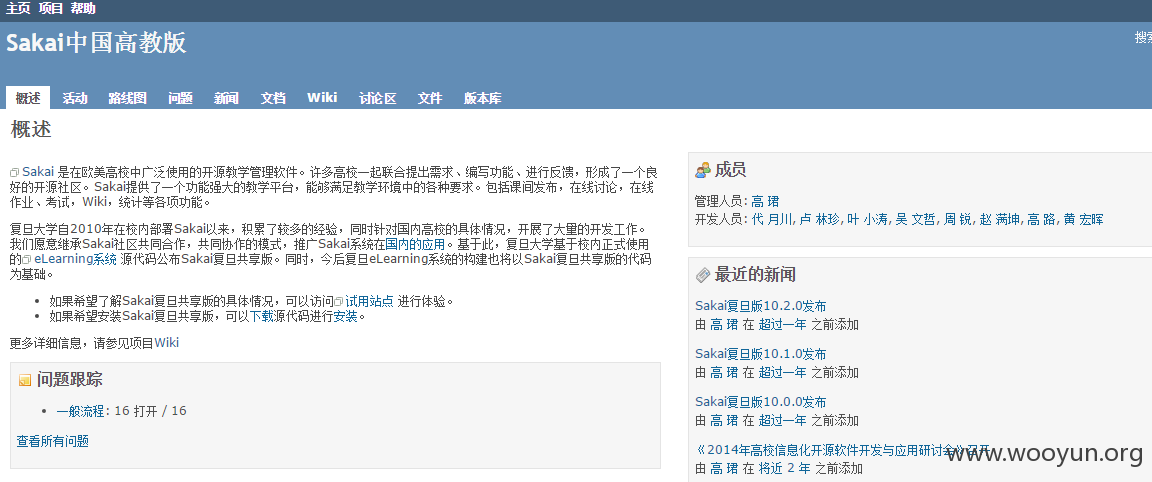 主页 项目 帮助
Sakai中国高教版
概述 活动 路线图 问题 新闻 文档 Wiki 讨论区 文件 版本库
概述
Sakai 是在欧美高校中广泛使用的开源教学管理软件。许多高校一起联合提出需求、编写功能、进行反馈，形成了一个良
好的开源社区。Sakai提供了一个功能强大的教学平台，能够满足教学环境中的各种要求。包括课间发布，在线讨论，在线
作业、考试，Wiki，统计等各项功能。
复旦大学自2010年在校内部署Sakai以来，积累了较多的经验，同时针对国内高校的具体情况，开展了大量的开发工作。
我们愿意继承Sakai社区共同合作，共同协作的模式，推广Sakai系统在国内的应用。基于此，复旦大学基于校内正式使用
的eLearning系统 源代码公布Sakai复旦共享版。同时，今后复旦eLearning系统的构建也将以Sakai复旦共享版的代码
为基础。
• 如果希望了解Sakai复旦共享版的具体情况，可以访问试用站点 进行体验。
• 如果希望安装Sakai复旦共享版，可以下载源代码进行安装。
更多详细信息，请参见项目Wiki
问题跟踪
• 一般流程: 16 打开 / 16
查看所有问题
成员
管理人员: 高 珺
开发人员: 代 月川, 卢 林珍, 叶 小涛, 吴 文哲, 周 锐, 赵 满坤, 高 路, 黄 宏晖
最近的新闻
Sakai复旦版10.2.0发布
由 高 珺 在 超过一年 之前添加
Sakai复旦版10.1.0发布
由 高 珺 在 超过一年 之前添加
Sakai复旦版10.0.0发布
由 高 珺 在 超过一年 之前添加
《2014年高校信息化开源软件开发与应用研讨会》召开
由 高 珺 在 将近 2 年 之前添加
www.wooyun.org